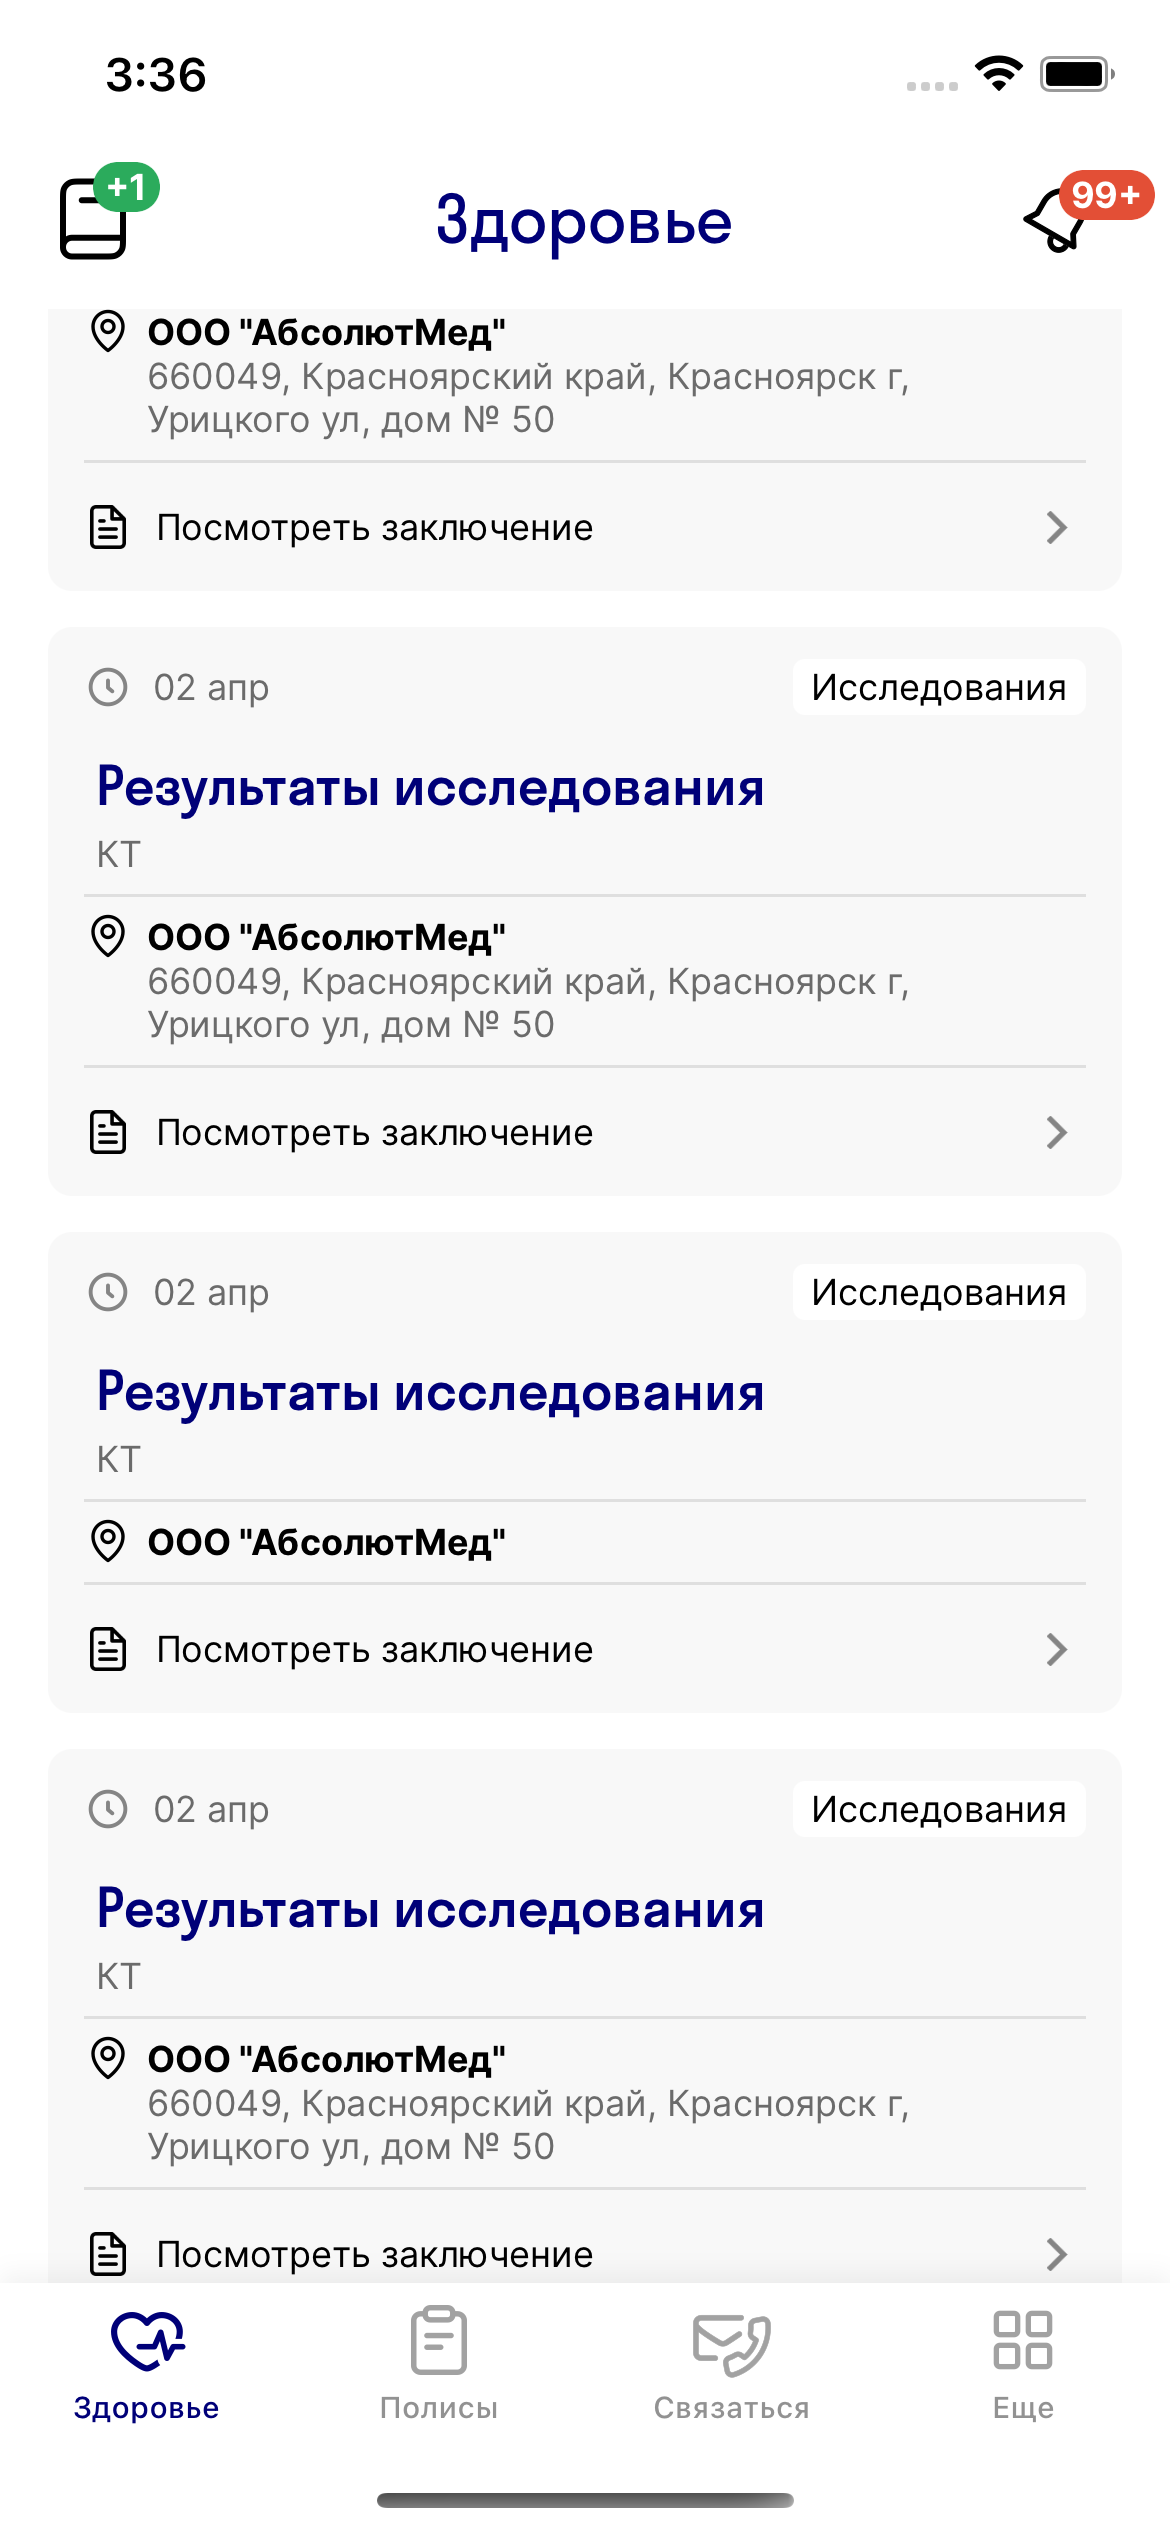 3:36
+1
Здоровье
99+
ООО "АбсолютМед"
660049, Красноярский край, Красноярск г,
Урицкого ул, дом № 50
Посмотреть заключение
02 апр
Исследования
Результаты исследования
КТ
ООО "АбсолютМед"
660049, Красноярский край, Красноярск г,
Урицкого ул, дом № 50
Посмотреть заключение
02 апр
Исследования
Результаты исследования
КТ
ООО "АбсолютМед"
Посмотреть заключение
02 апр
Исследования
Результаты исследования
КТ
ООО "АбсолютМед"
660049, Красноярский край, Красноярск г,
Урицкого ул, дом № 50
Посмотреть заключение
Здоровье
Полисы
Связаться
Еще